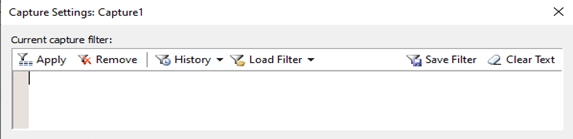 Capture Settings: Capture1
Current capture filter:
Apply Remove History Load Filter Save Filter Clear Text